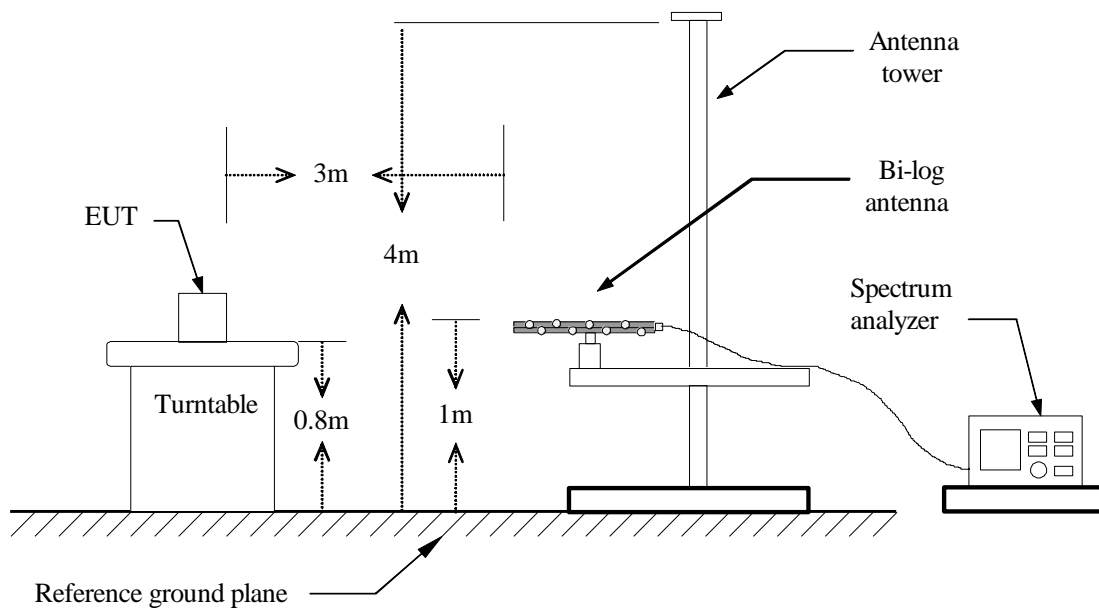 Antenna
tower
3m
Bi-log
antenna
EUT
4m
Spectrum
analyzer
Turntable
0.8m
1m
Reference ground plane